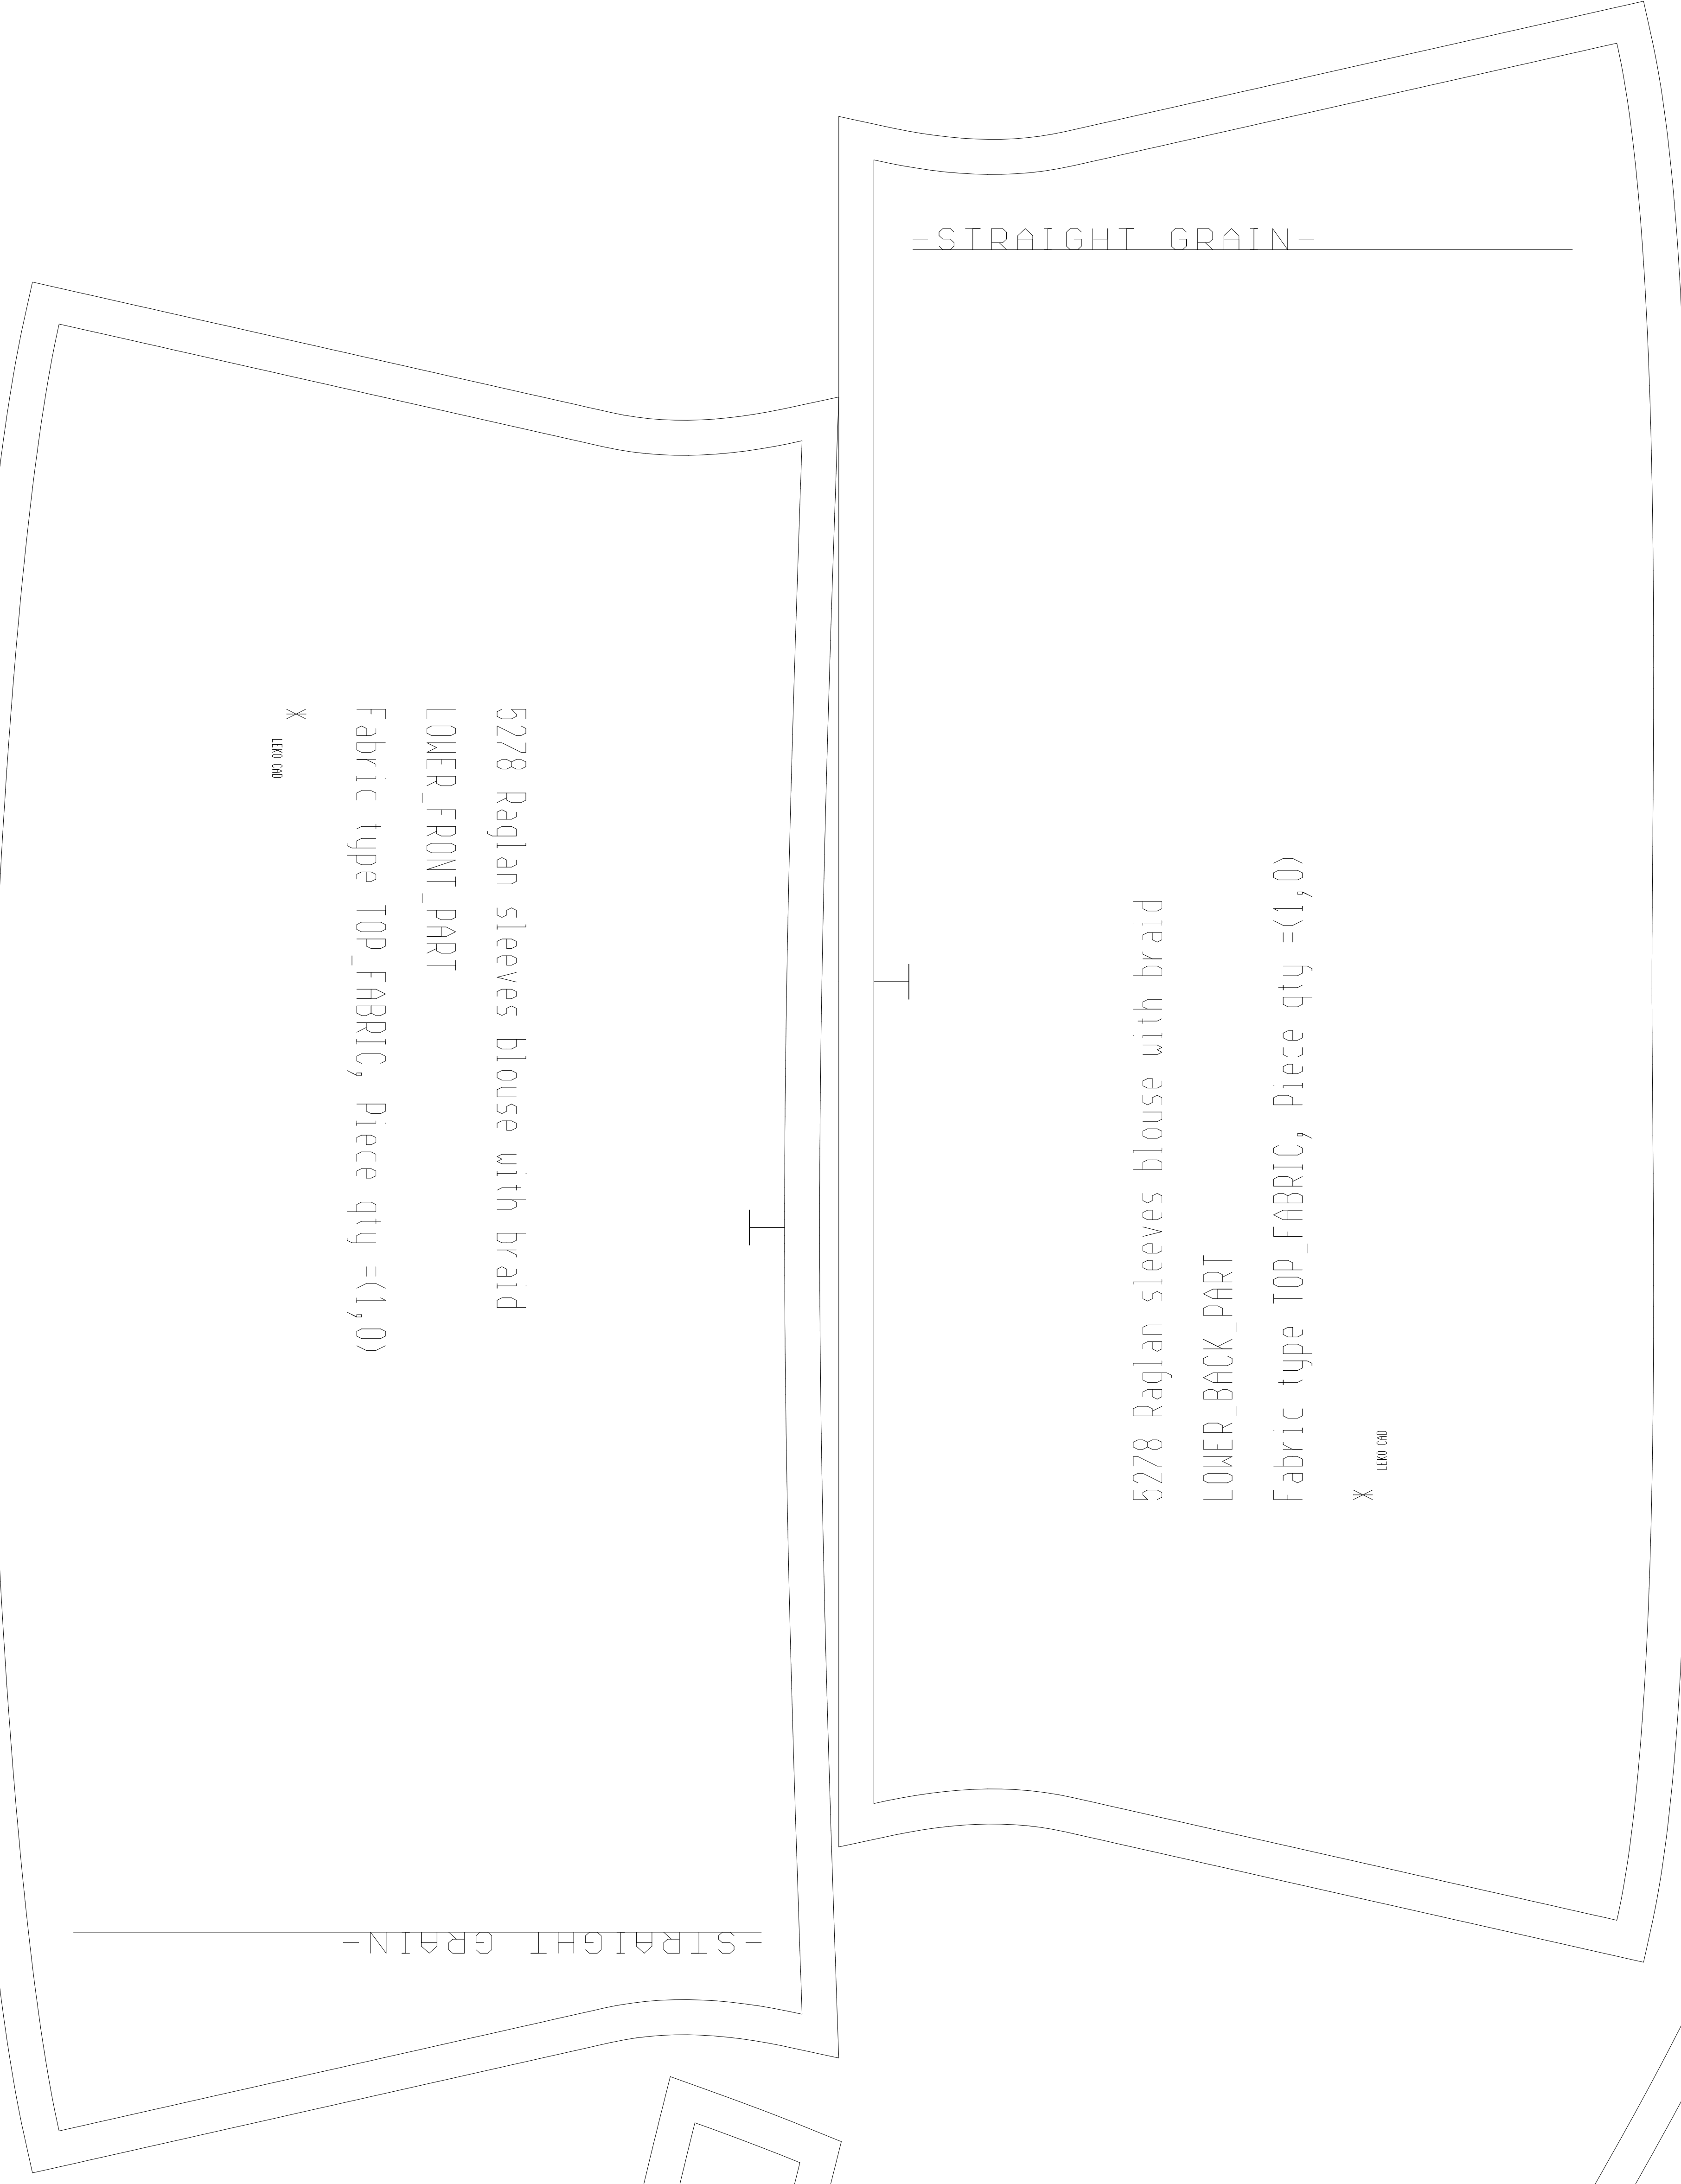 -STRAIGHT GRAIN-
5278 Raglan sleeves blouse with braid
LOWER_FRONT_PART
Fabric type TOP_FABRIC, Piece qty =(1,0)
*
LEKO CAD
5278 Raglan sleeves blouse with braid
LOWER_BACK_PART
Fabric type TOP_FABRIC, Piece qty =(1,0)
*
LEKO CAD
-STRAIGHT GRAIN-